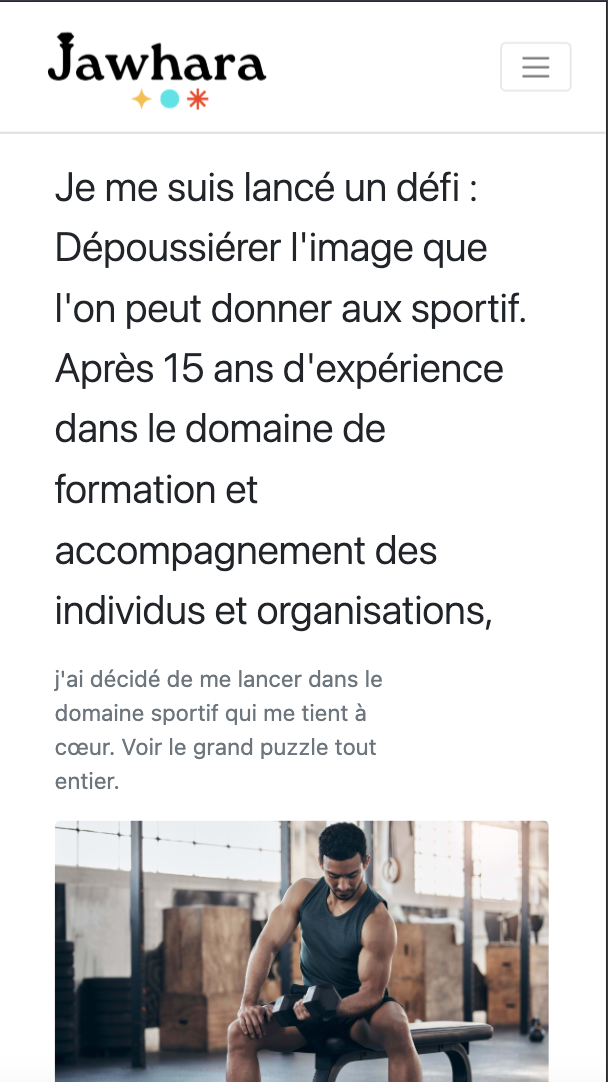 Jawhara
Je me suis lancé un défi :
Dépoussiérer l'image que
l'on peut donner aux sportif.
Après 15 ans d'expérience
dans le domaine de
formation et
accompagnement des
individus et organisations,
j'ai décidé de me lancer dans le
domaine sportif qui me tient à
cœur. Voir le grand puzzle tout
entier.